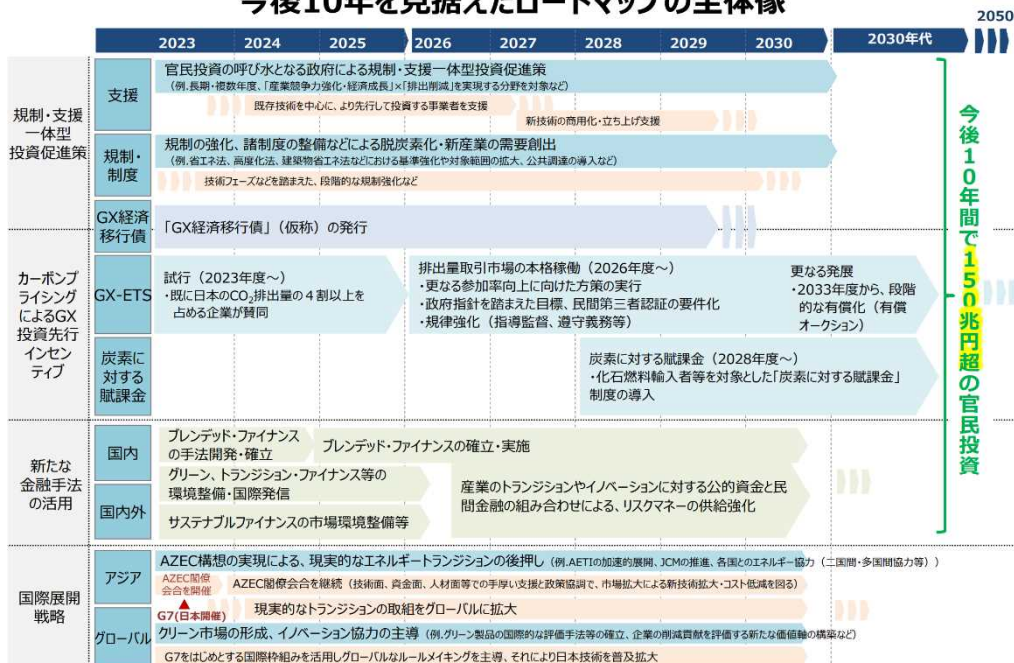 今後10年を見据えたロードマップの全体像
2050
2023
2024
2025
2026
2027
2028
2029
2030
2030年代
規制・支援
一体型
投資促進策
支援
官民投資の呼び水となる政府による規制・支援一体型投資促進策
(例.長期・複数年度、「産業競争力強化・経済成長」×「排出削減」を実現する分野を対象など)
既存技術を中心に、より先行して投資する事業者を支援
新技術の商用化・立ち上げ支援
規制・
制度
規制の強化、諸制度の整備などによる脱炭素化・新産業の需要創出
(例.省エネ法、高度化法、建築物省エネ法などにおける基準強化や対象範囲の拡大、公共調達の導入など)
技術フェーズなどを踏まえた、段階的な規制強化など
GX経済
移行債
「GX経済移行債」(仮称)の発行
カーボンプ
ライシング
によるGX
投資先行
インセン
ティブ
GX-ETS
試行(2023年度~)
・既に日本のCO₂排出量の4割以上を
占める企業が賛同
排出量取引市場の本格稼働(2026年度~)
・更なる参加率向上に向けた方策の実行
・政府指針を踏まえた目標、民間第三者認証の要件化
・規律強化(指導監督、遵守義務等)
更なる発展
・2033年度から、段階
的な有償化(有償
オークション)
炭素に
対する
賦課金
炭素に対する賦課金(2028年度~)
・化石燃料輸入者等を対象とした「炭素に対する賦課金」
制度の導入
新たな
金融手法
の活用
国内
ブレンデッド・ファイナンス
の手法開発・確立
ブレンデッド・ファイナンスの確立・実施
国内外
グリーン、トランジション・ファイナンス等の
環境整備・国際発信
サステナブルファイナンスの市場環境整備等
産業のトランジションやイノベーションに対する公的資金と民
間金融の組み合わせによる、リスクマネーの供給強化
国際展開
戦略
アジア
AZEC構想の実現による、現実的なエネルギートランジションの後押し(例.AETIの加速的展開、JCMの推進、各国とのエネルギー協力(二国間・多国間協力等))
AZEC閣僚
会合を開催
AZEC閣僚会合を継続(技術面、資金面、人材面等での手厚い支援と政策協調で、市場拡大による新技術拡大・コスト低減を図る)
G7(日本開催)
現実的なトランジションの取組をグローバルに拡大
グローバル
クリーン市場の形成、イノベーション協力の主導(例.グリーン製品の国際的な評価手法等の確立、企業の削減貢献を評価する新たな価値軸の構築など)
G7をはじめとする国際枠組みを活用しグローバルなルールメイキングを主導、それにより日本技術を普及拡大
今後10年間で150兆円超の官民投資